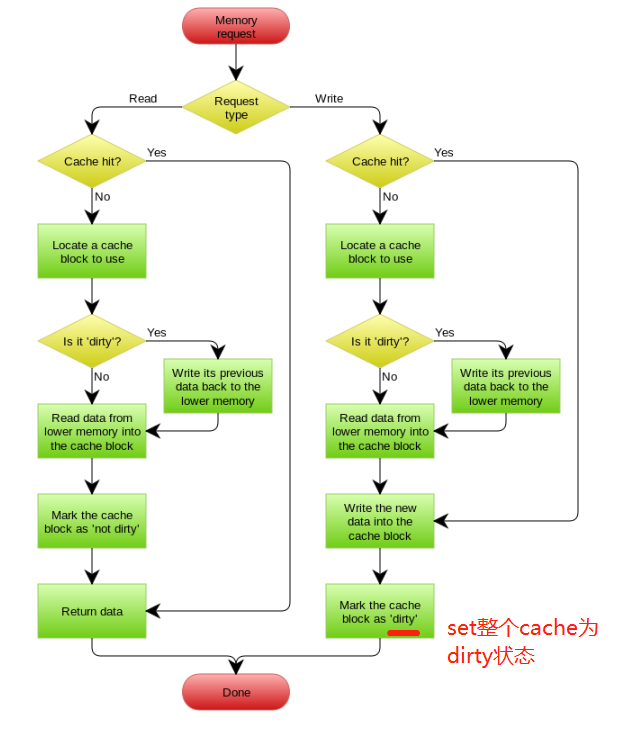 Memory
request
Request
type
Read
Write
Cache hit?
Yes
No
Locate a cache
block to use
Is it 'dirty'?
Yes
No
Write its previous
data back to the
lower memory
Read data from
lower memory into
the cache block
Mark the cache
block as 'not dirty'
Return data
Cache hit?
Yes
No
Locate a cache
block to use
Is it 'dirty'?
Yes
No
Write its previous
data back to the
lower memory
Read data from
lower memory into
the cache block
Write the new
data into the
cache block
Mark the cache
block as 'dirty'
set整个cache为
dirty状态
Done